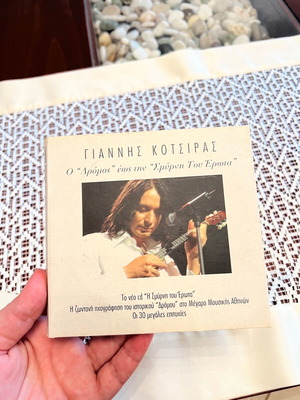 ΓΙΑΝΝΗΣ ΚΟΤΣΙΡΑΣ
Ο "Δρόμος" έως την "Σμύρνη Του Έρωτα"
Το νέο cd "Η Σμύρνη του Έρωτα"
Η ζωντανή ηχογράφηση του ιστορικού "Δρόμου" στο Μέγαρο Μουσικής Αθηνών
Οι 30 μεγάλες επιτυχίες